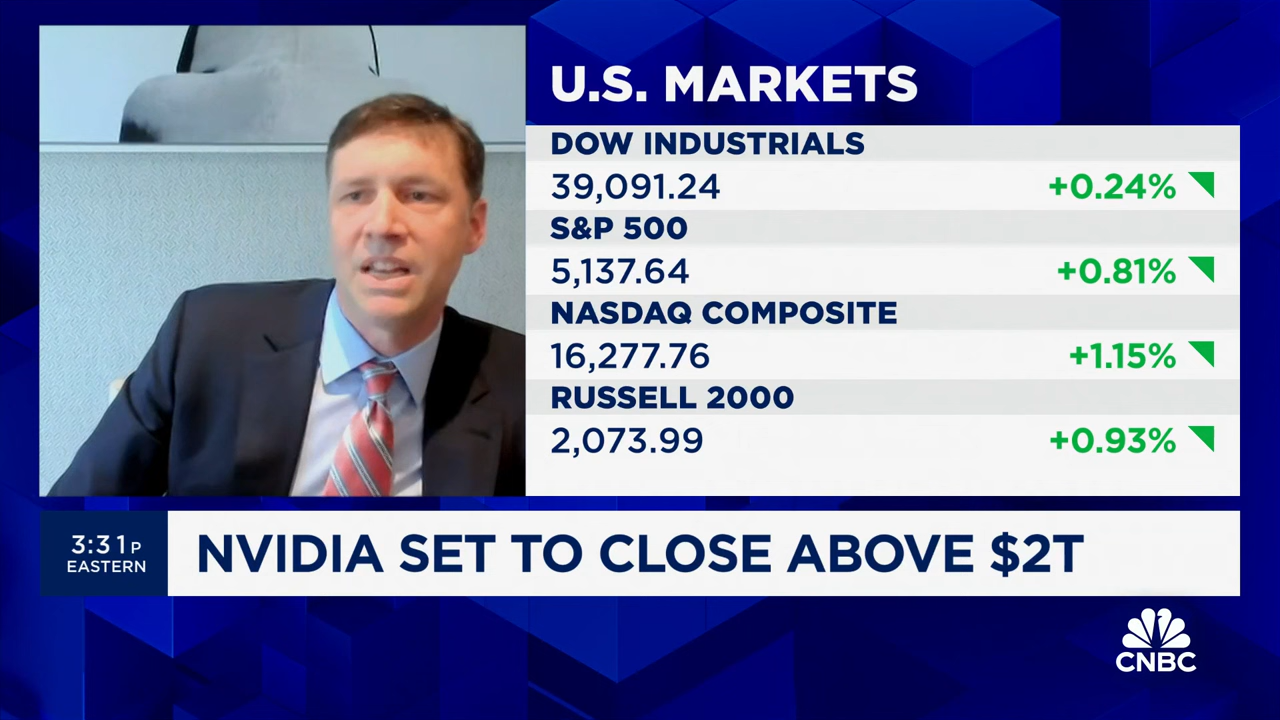 U.S. MARKETS
DOW INDUSTRIALS
39,091.24 +0.24%
S&P 500
5,137.64 +0.81%
NASDAQ COMPOSITE
16,277.76 +1.15%
RUSSELL 2000
2,073.99 +0.93%
3:31P
EASTERN
NVIDIA SET TO CLOSE ABOVE $2T
CNBC